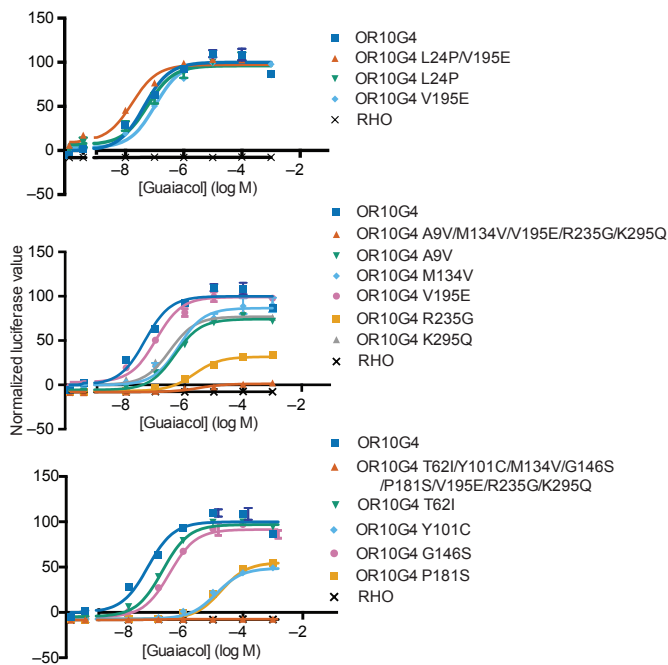 150
100
50
0
−50
−8
−6
−4
−2
[Guaiacol] (log M)
OR10G4
OR10G4 L24P/V195E
OR10G4 L24P
OR10G4 V195E
RHO
Normalized luciferase value
150
100
50
0
−50
−8
−6
−4
−2
[Guaiacol] (log M)
OR10G4
OR10G4 A9V/M134V/V195E/R235G/K295Q
OR10G4 A9V
OR10G4 M134V
OR10G4 V195E
OR10G4 R235G
OR10G4 K295Q
RHO
150
100
50
0
−50
−8
−6
−4
−2
[Guaiacol] (log M)
OR10G4
OR10G4 T62I/Y101C/M134V/G146S
/P181S/V195E/R235G/K295Q
OR10G4 T62I
OR10G4 Y101C
OR10G4 G146S
OR10G4 P181S
RHO